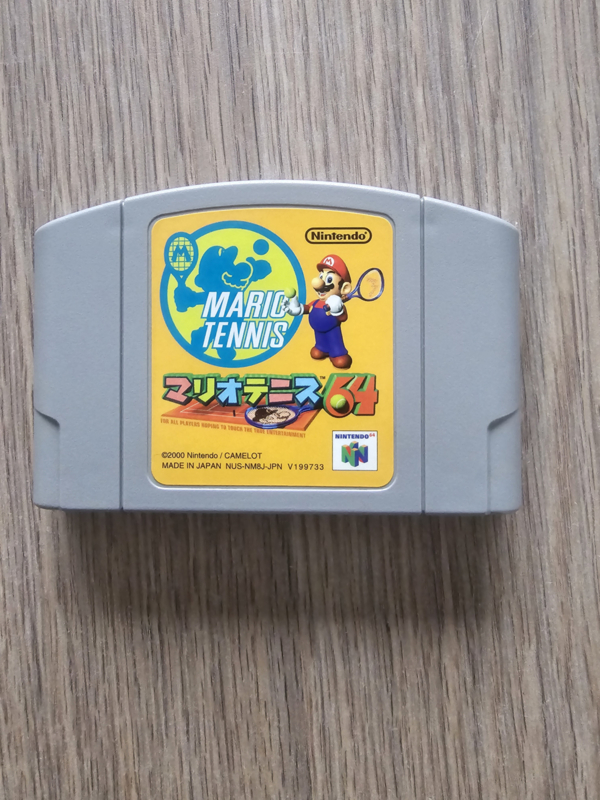 Nintendo
M
MARIO
TENNIS
マリオテニス64
FOR ALL PLAYERS HOPING TO TOUCH THE TRUE ENTERTAINMENT
NINTENDO64
©2000 Nintendo / CAMELOT
MADE IN JAPAN NUS-NM8J-JPN V199733